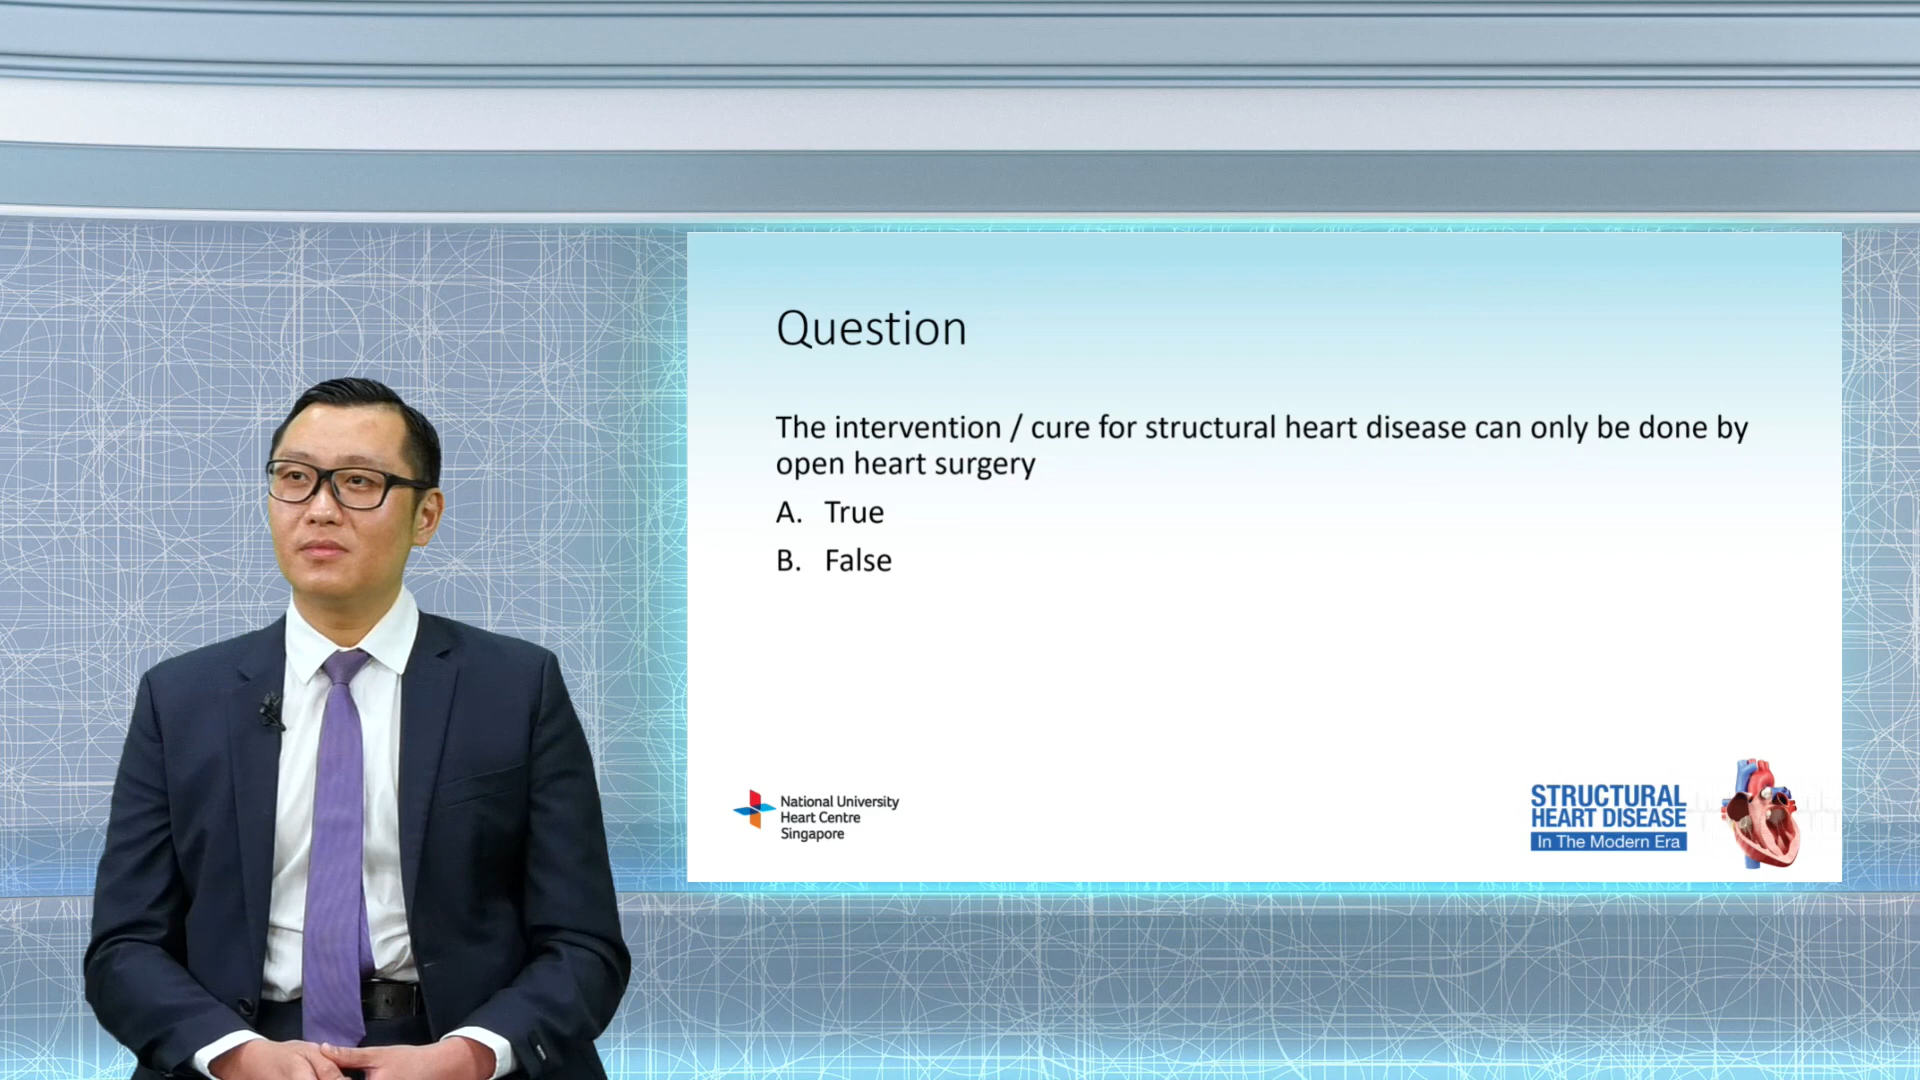 Question
The intervention / cure for structural heart disease can only be done by
open heart surgery
A. True
B. False
National University
Heart Centre
Singapore
STRUCTURAL
HEART DISEASE
In The Modern Era